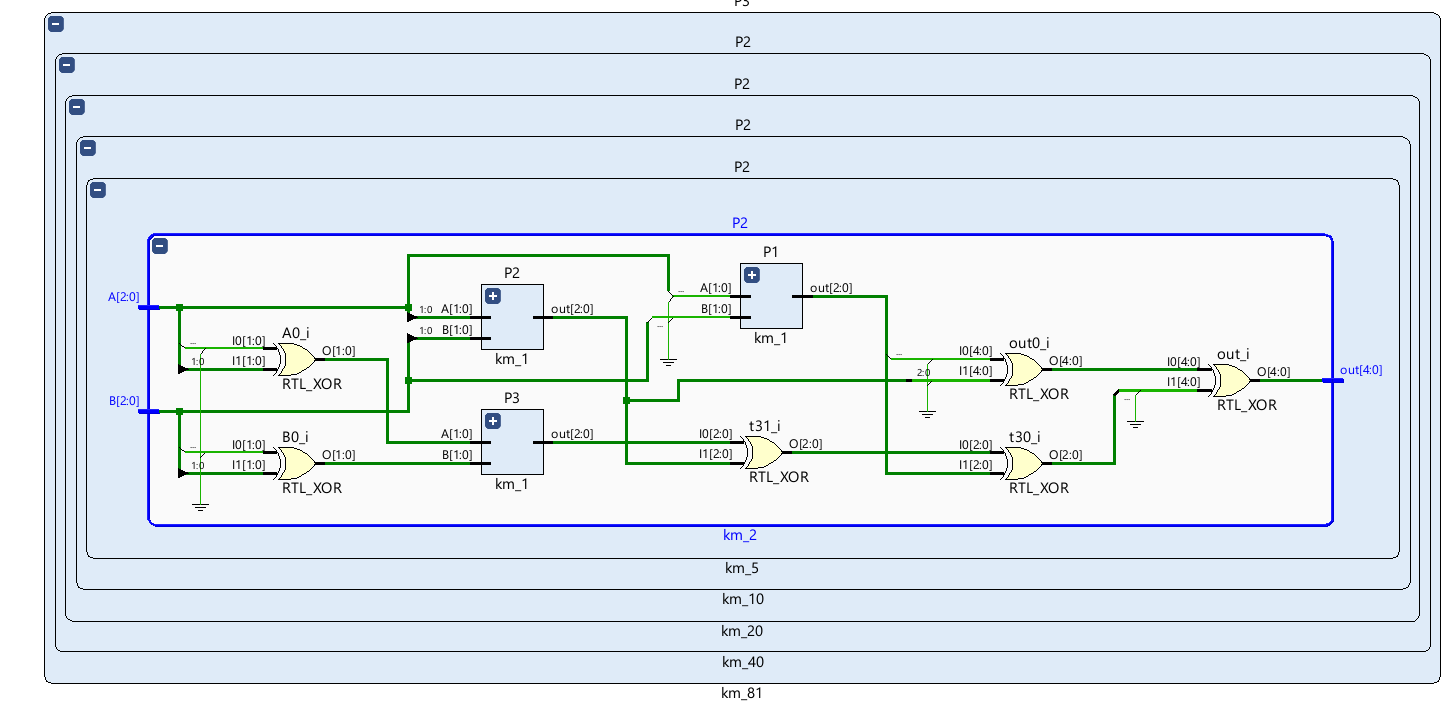 P3
P2
P2
P2
P2
P2
A[2:0]
B[2:0]
... I0[1:0]
1:0 I1[1:0]
A0_i
O[1:0]
RTL_XOR
... I0[1:0]
1:0 I1[1:0]
B0_i
O[1:0]
RTL_XOR
P2
1:0 A[1:0]
1:0 B[1:0]
out[2:0]
km_1
P3
A[1:0]
B[1:0]
out[2:0]
km_1
P1
... A[1:0]
... B[1:0]
out[2:0]
km_1
t31_i
I0[2:0]
I1[2:0]
O[2:0]
RTL_XOR
out0_i
... I0[4:0]
2:0 I1[4:0]
O[4:0]
RTL_XOR
t30_i
I0[2:0]
I1[2:0]
O[2:0]
RTL_XOR
out_i
I0[4:0]
... I1[4:0]
O[4:0]
RTL_XOR
out[4:0]
km_2
km_5
km_10
km_20
km_40
km_81